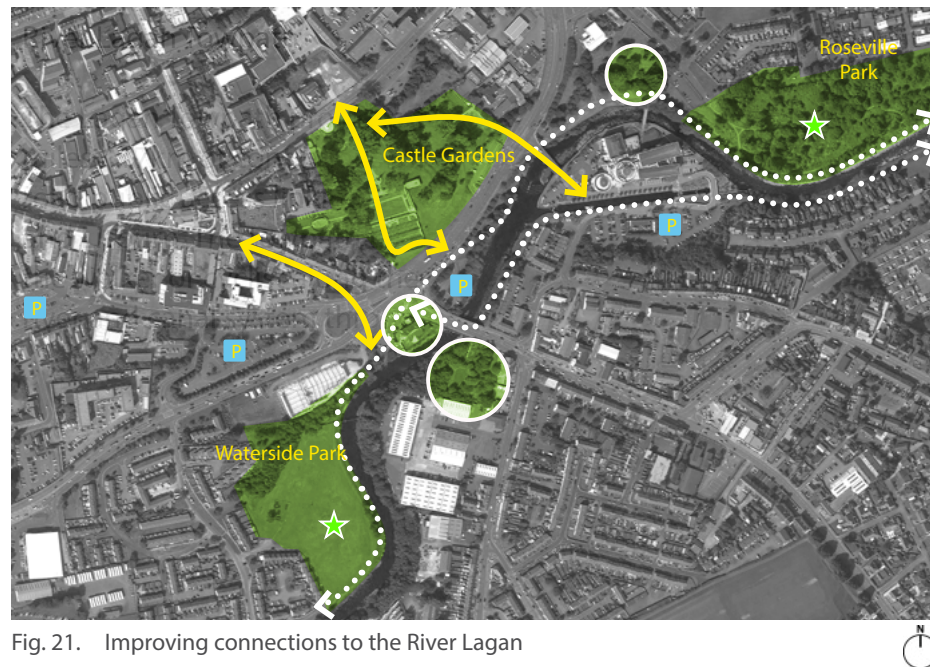 Roseville
Park
Castle Gardens
P
P
P
P
Waterside Park
Fig. 21. Improving connections to the River Lagan
N